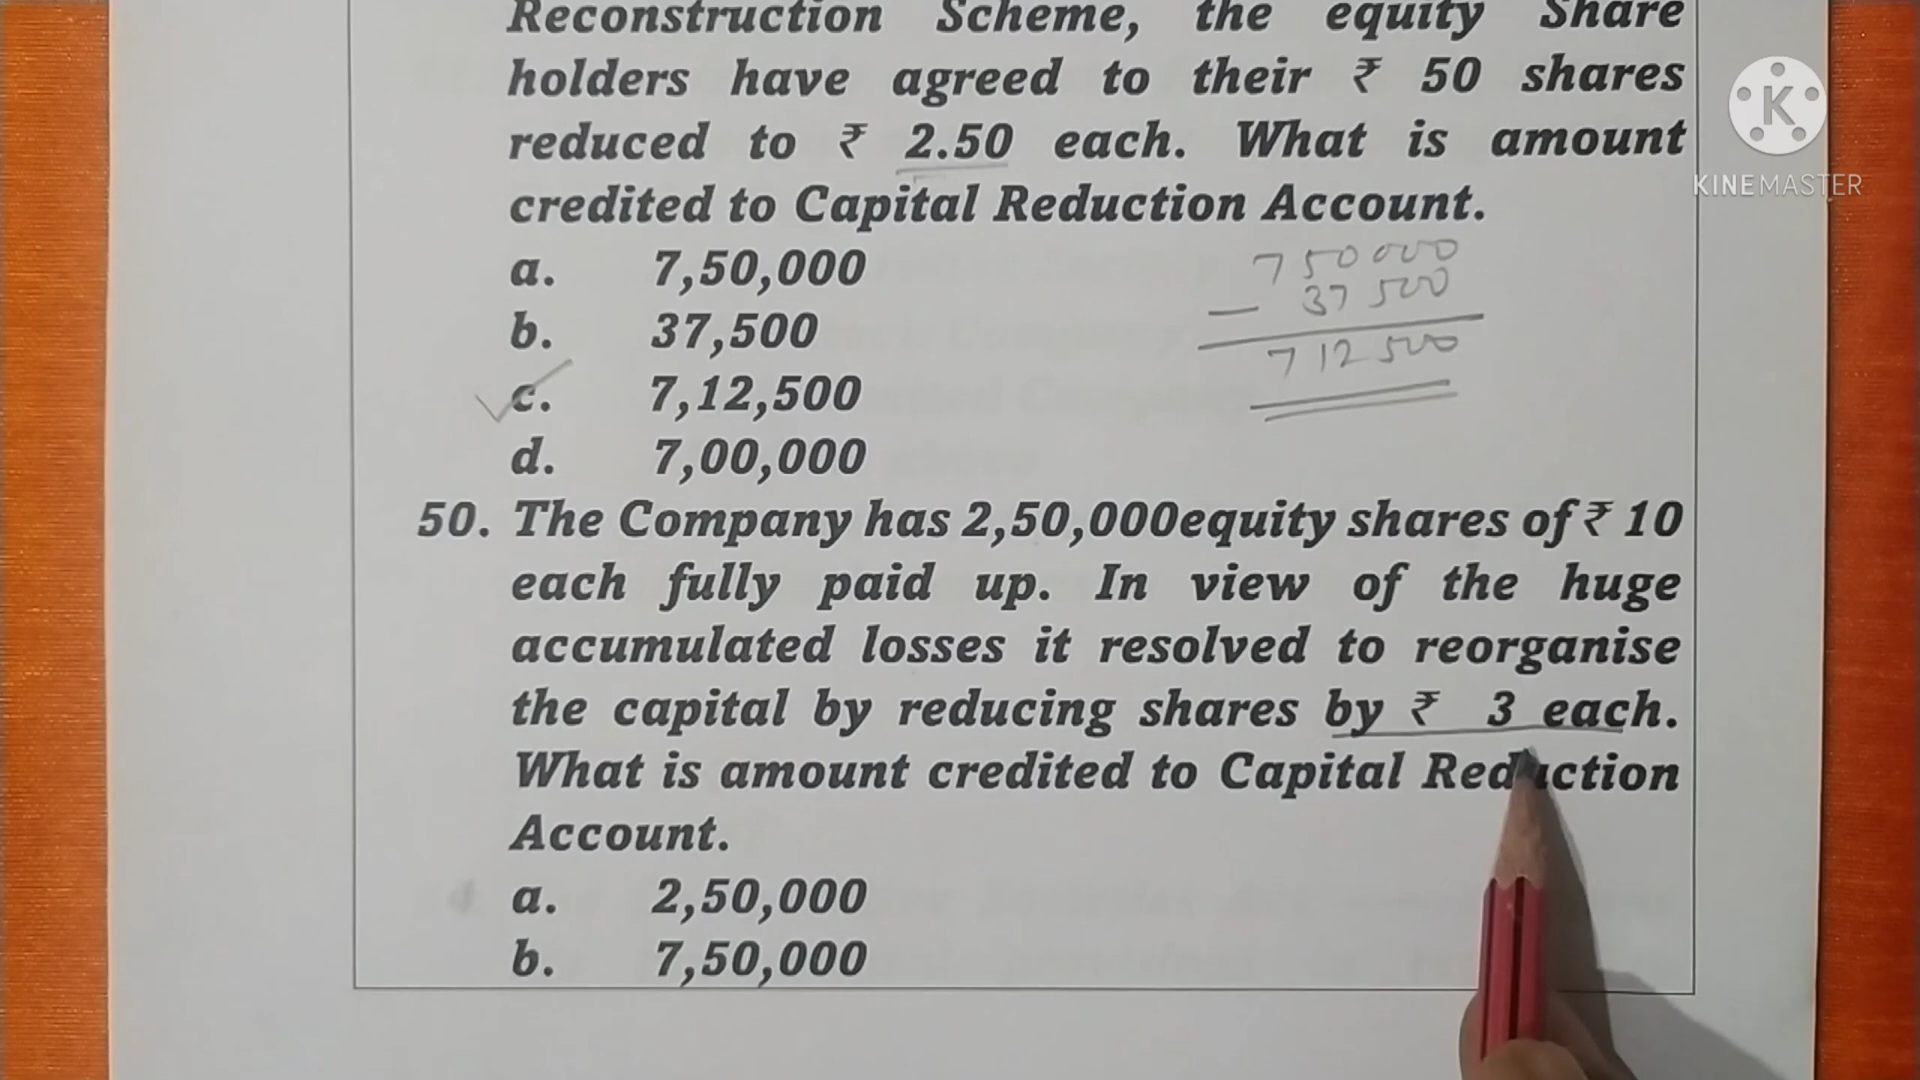 Reconstruction Scheme, the equity Share
holders have agreed to their ₹ 50 shares
reduced to ₹ 2.50 each. What is amount
credited to Capital Reduction Account.
a. 7,50,000
b. 37,500
c. 7,12,500
d. 7,00,000
750000
— 37500
712500
50. The Company has 2,50,000equity shares of ₹ 10
each fully paid up. In view of the huge
accumulated losses it resolved to reorganise
the capital by reducing shares by ₹ 3 each.
What is amount credited to Capital Reduction
Account.
a. 2,50,000
b. 7,50,000
K
KINEMASTER